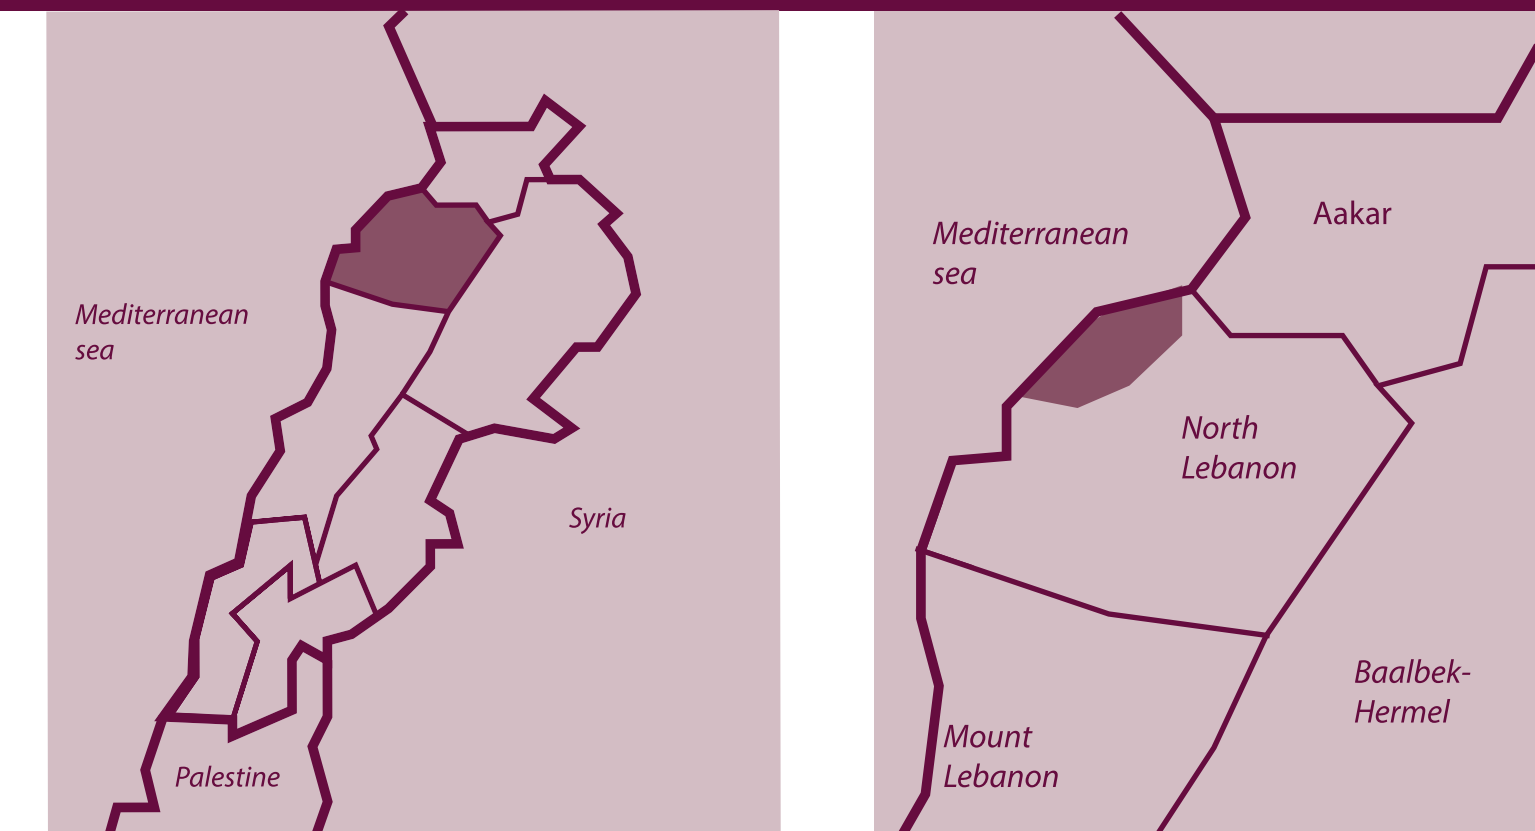 Mediterranean
sea
Syria
Palestine
Mediterranean
sea
Aakar
North
Lebanon
Baalbek-
Hermel
Mount
Lebanon